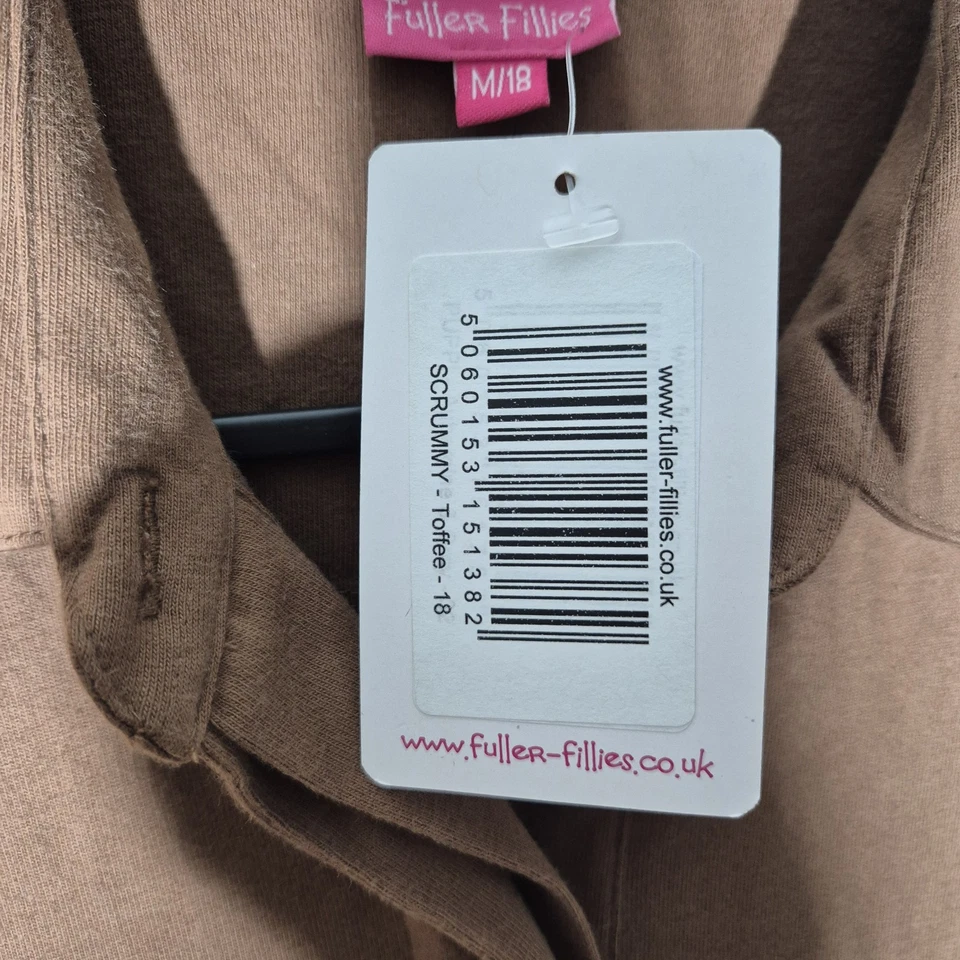 Fuller Fillies
M/18
www.fuller-fillies.co.uk
5 060153 151382
SCRUMMY - Toffee - 18
www.fuller-fillies.co.uk